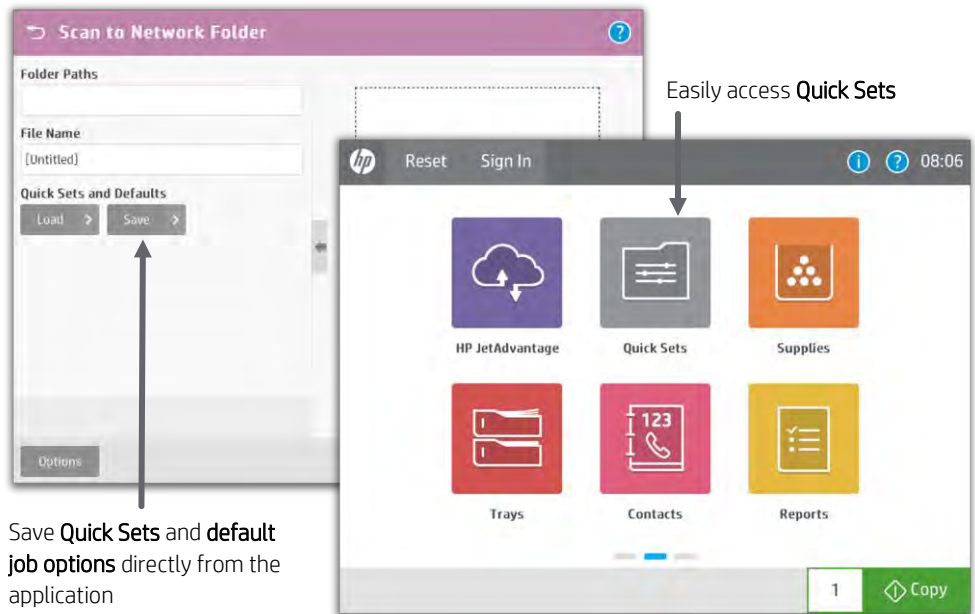 Scan to Network Folder
?
Folder Paths
File Name
[Untitled]
Quick Sets and Defaults
Load >
Save >
Options
Easily access Quick Sets
hp
Reset
Sign In
i
?
08:06
HP JetAdvantage
Quick Sets
Supplies
123
Trays
Contacts
Reports
1
Copy
Save Quick Sets and default
job options directly from the
application